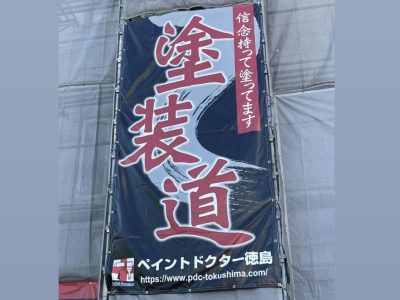 信念持って塗ってます
塗装道
ペイントドクター徳島
https://www.pdc-tokushima.com/